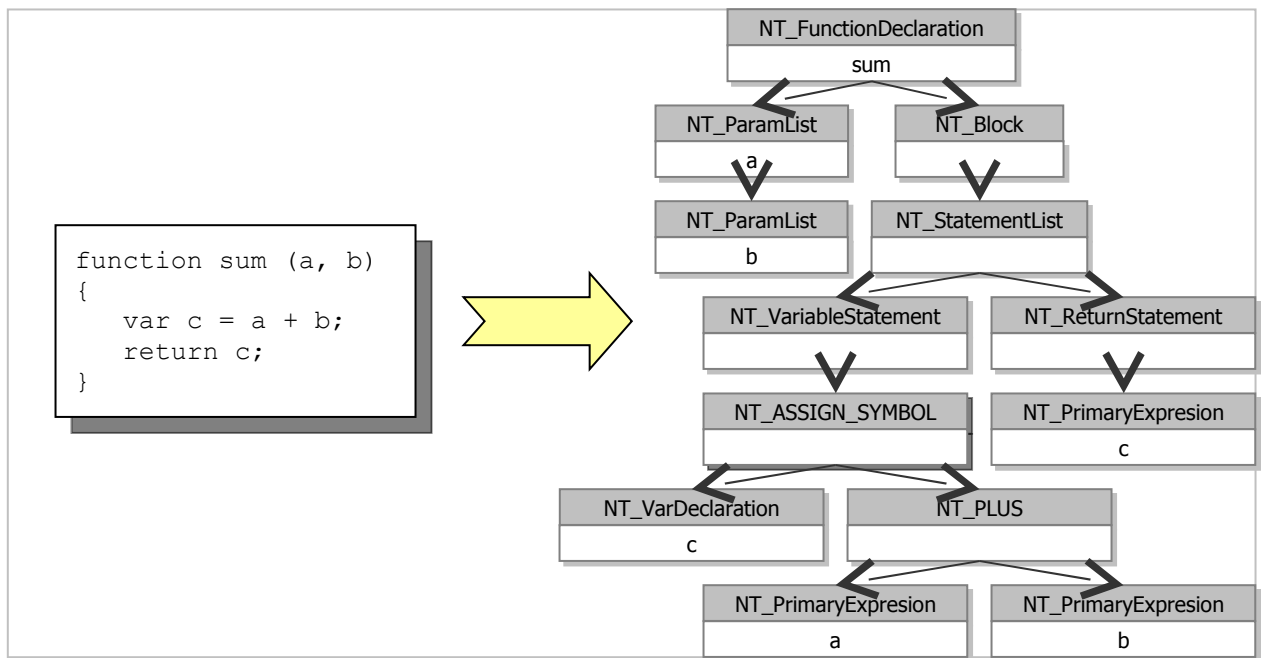 function sum (a, b)
{
var c = a + b;
return c;
}
NT_FunctionDeclaration
sum
NT_ParamList
a
NT_Block
NT_ParamList
b
NT_StatementList
NT_VariableStatement
NT_ReturnStatement
NT_ASSIGN_SYMBOL
NT_PrimaryExpresion
c
NT_VarDeclaration
c
NT_PLUS
NT_PrimaryExpresion
a
NT_PrimaryExpresion
b